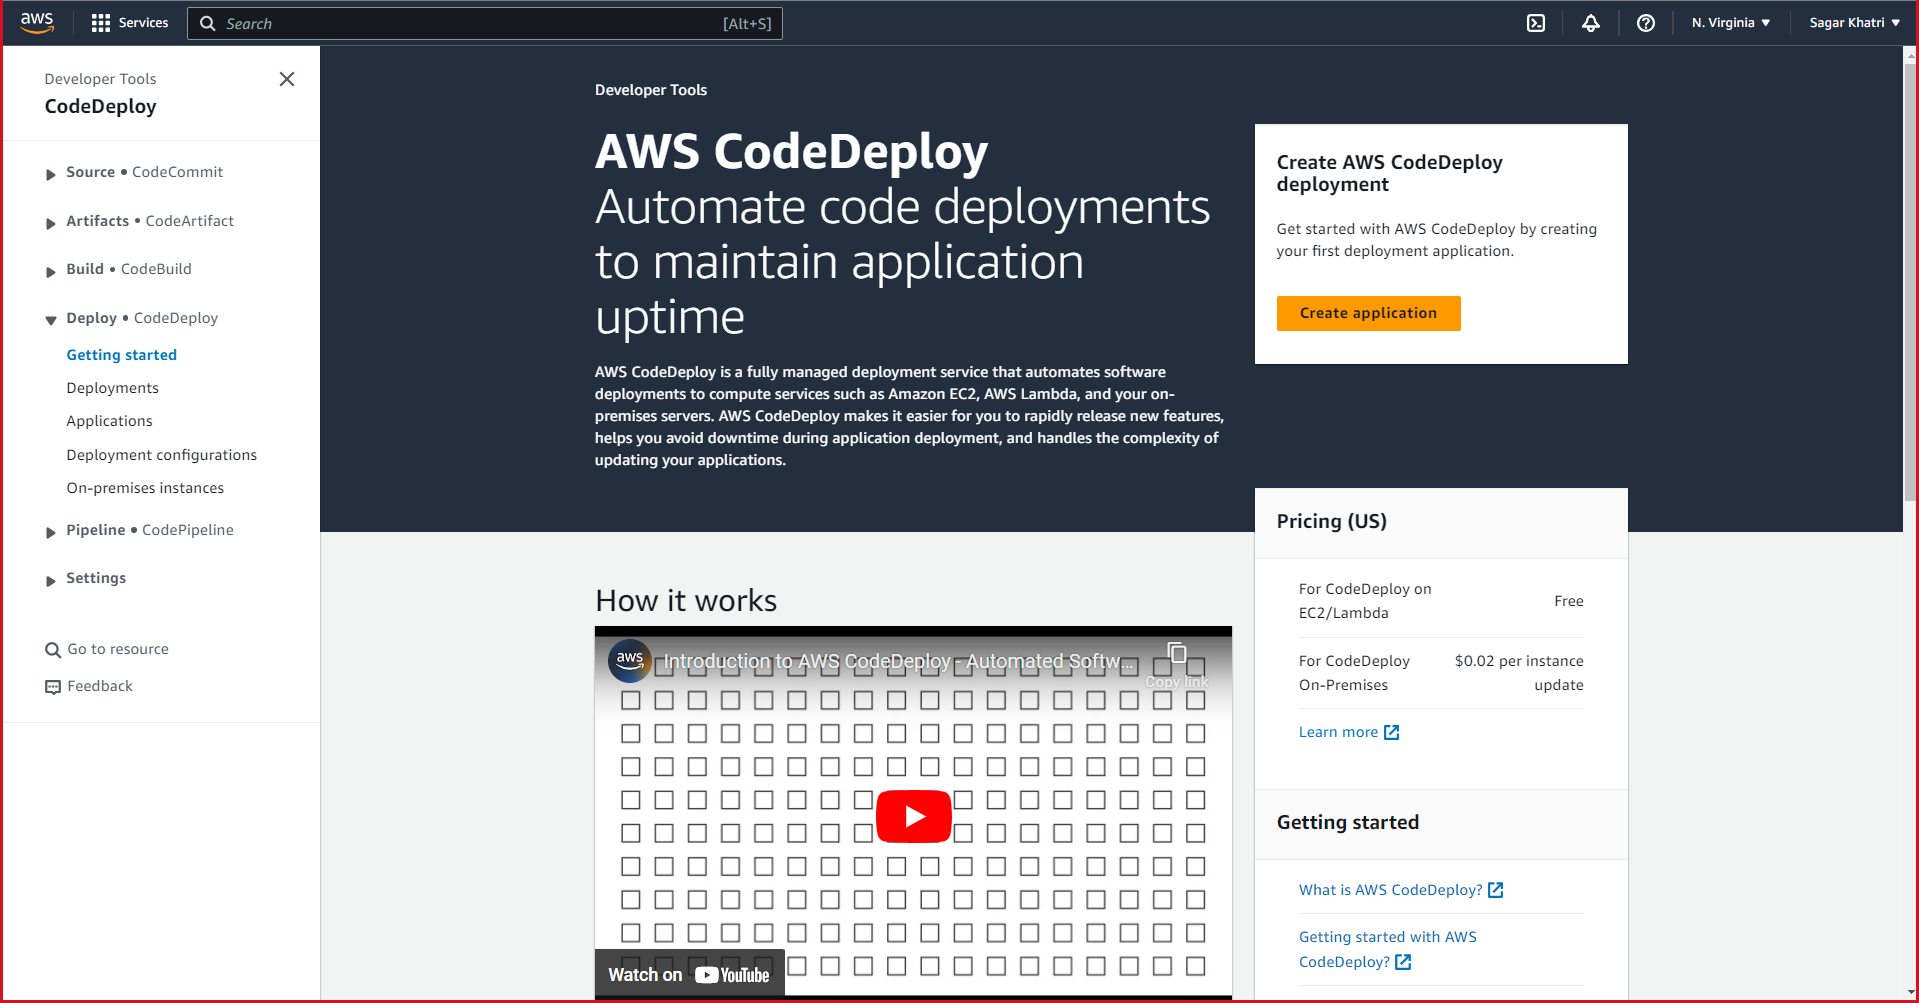 aws
Services
Search
[Alt+S]
N. Virginia
Sagar Khatri
Developer Tools
CodeDeploy
Source • CodeCommit
Artifacts • CodeArtifact
Build • CodeBuild
Deploy • CodeDeploy
Getting started
Deployments
Applications
Deployment configurations
On-premises instances
Pipeline • CodePipeline
Settings
Go to resource
Feedback
Developer Tools
AWS CodeDeploy
Automate code deployments
to maintain application
uptime
AWS CodeDeploy is a fully managed deployment service that automates software
deployments to compute services such as Amazon EC2, AWS Lambda, and your on-
premises servers. AWS CodeDeploy makes it easier for you to rapidly release new features,
helps you avoid downtime during application deployment, and handles the complexity of
updating your applications.
Create AWS CodeDeploy
deployment
Get started with AWS CodeDeploy by creating
your first deployment application.
Create application
How it works
aws
Introduction to AWS CodeDeploy - Automated Softw...
Copy link
Watch on YouTube
Pricing (US)
For CodeDeploy on
EC2/Lambda
Free
For CodeDeploy
On-Premises
$0.02 per instance
update
Learn more
Getting started
What is AWS CodeDeploy?
Getting started with AWS
CodeDeploy?